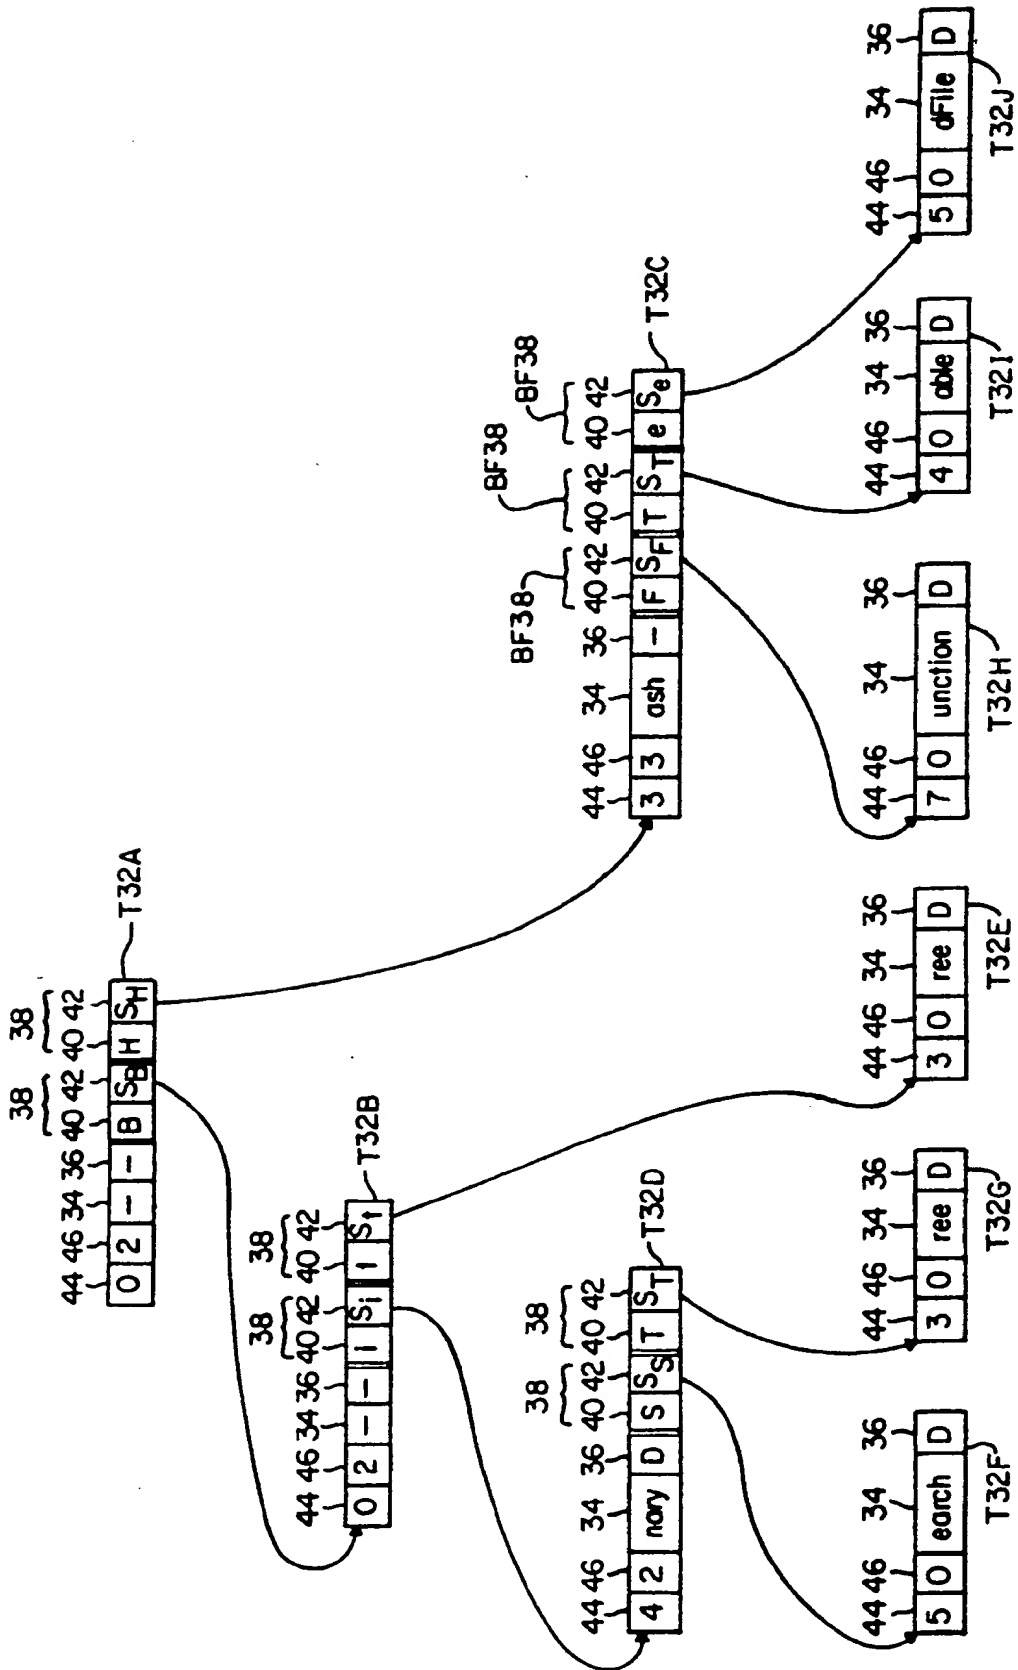 38 38
44 46 34 36 40 42 40 42
0 2 – – B SB H SH
T32A
38 38
44 46 34 36 40 42 40 42
0 2 – – I Si I St
T32B
BF38 BF38 BF38
44 46 34 36 40 42 40 42 40 42
3 3 ash – F SF T ST e Se
T32C
38 38
44 46 34 36 40 42 40 42
4 2 nary D S SS T ST
T32D
44 46 34 36
5 0 earch D
T32F
44 46 34 36
3 0 ree D
T32G
44 46 34 36
3 0 ree D
T32E
44 46 34 36
7 0 unction D
T32H
44 46 34 36
4 0 able D
T32I
44 46 34 36
5 0 dFile D
T32J